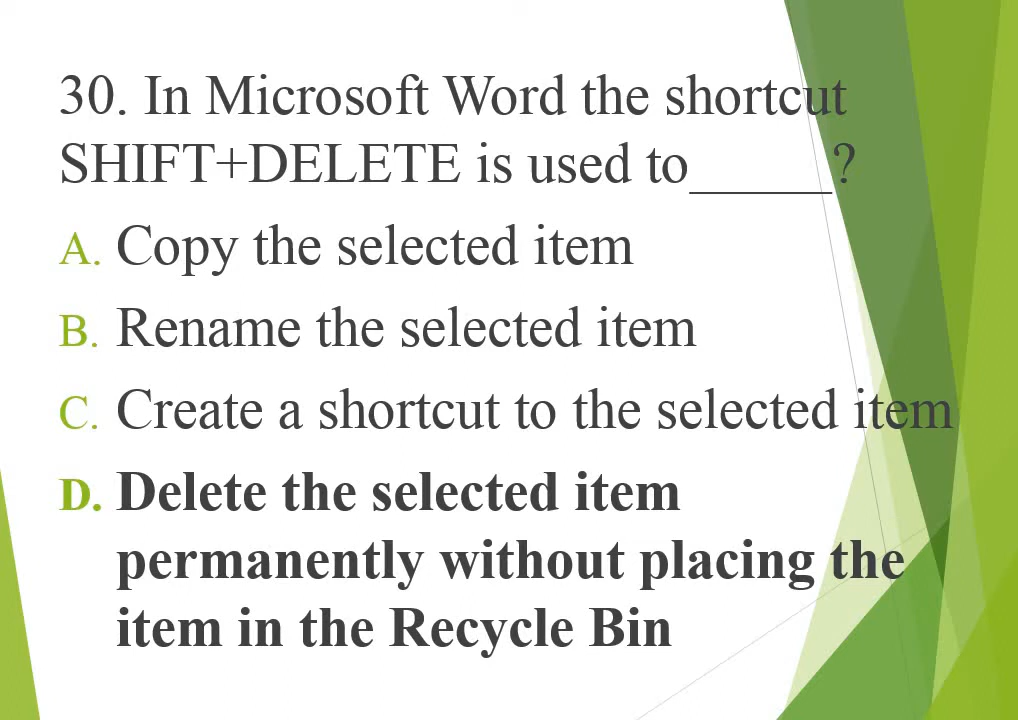 30. In Microsoft Word the shortcut
SHIFT+DELETE is used to_____?
A. Copy the selected item
B. Rename the selected item
C. Create a shortcut to the selected item
D. Delete the selected item
permanently without placing the
item in the Recycle Bin